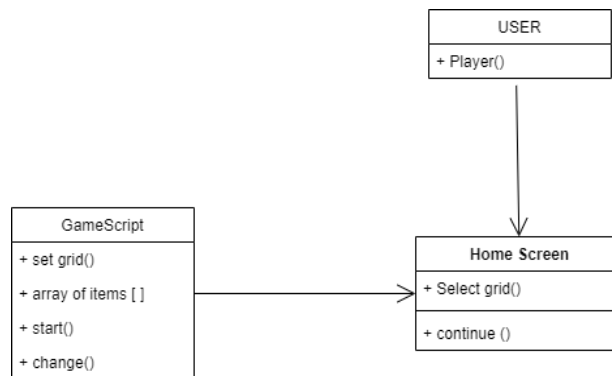 USER
+ Player()
GameScript
+ set grid()
+ array of items [ ]
+ start()
+ change()
Home Screen
+ Select grid()
+ continue ()